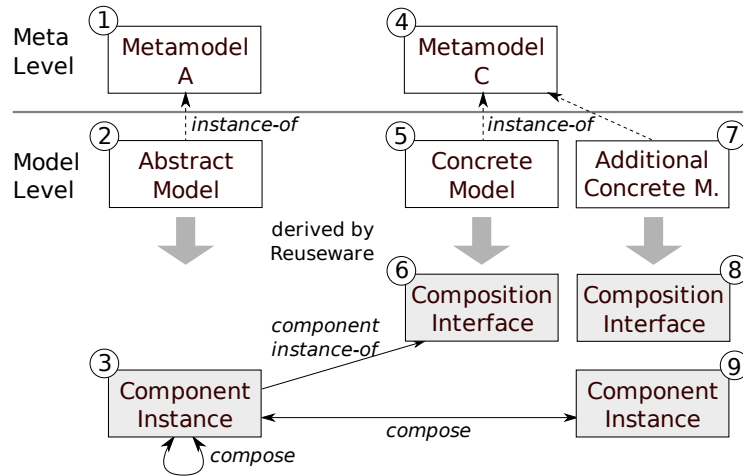 1
4
Meta
Level
Metamodel
A
Metamodel
C
instance-of
instance-of
2
5
7
Model
Level
Abstract
Model
Concrete
Model
Additional
Concrete M.
derived by
Reuseware
6
8
Composition
Interface
Composition
Interface
component
instance-of
3
9
Component
Instance
Component
Instance
compose
compose